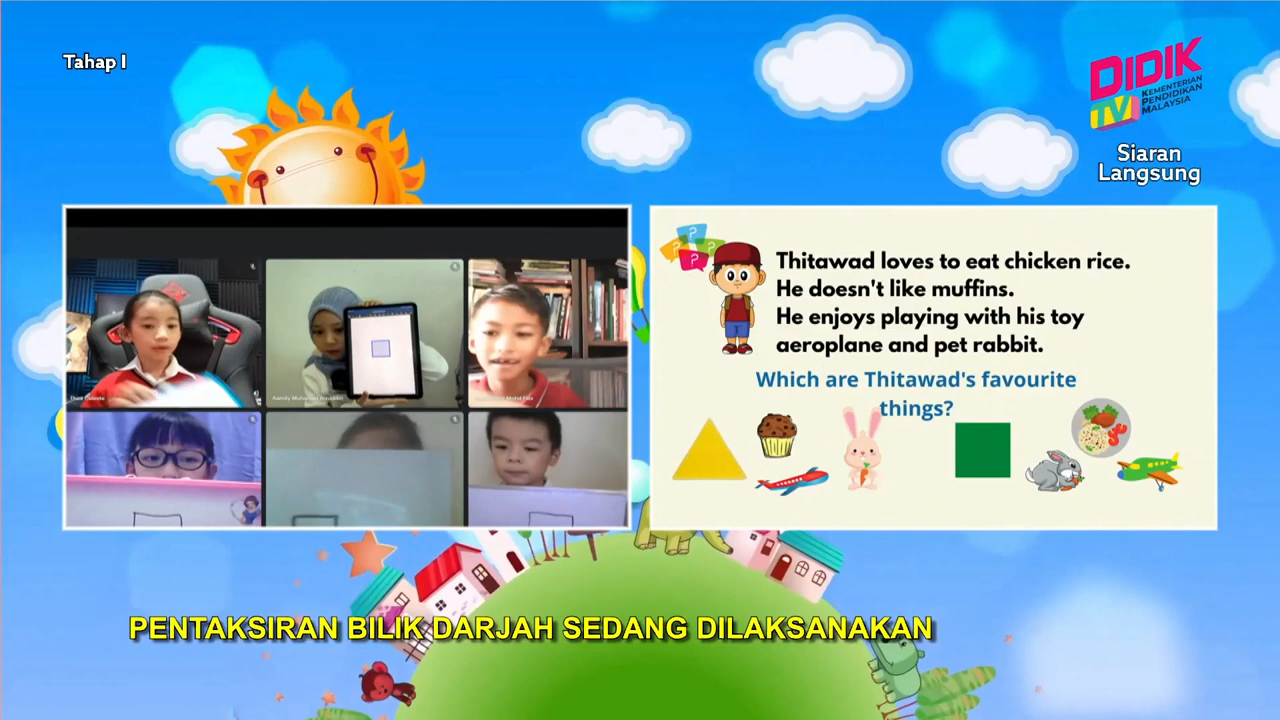 Tahap 1
DIDIK
TV
KEMENTERIAN
PENDIDIKAN
MALAYSIA
Siaran
Langsung
Thitawad loves to eat chicken rice.
He doesn't like muffins.
He enjoys playing with his toy
aeroplane and pet rabbit.
Which are Thitawad's favourite
things?
PENTAKSIRAN BILIK DARJAH SEDANG DILAKSANAKAN